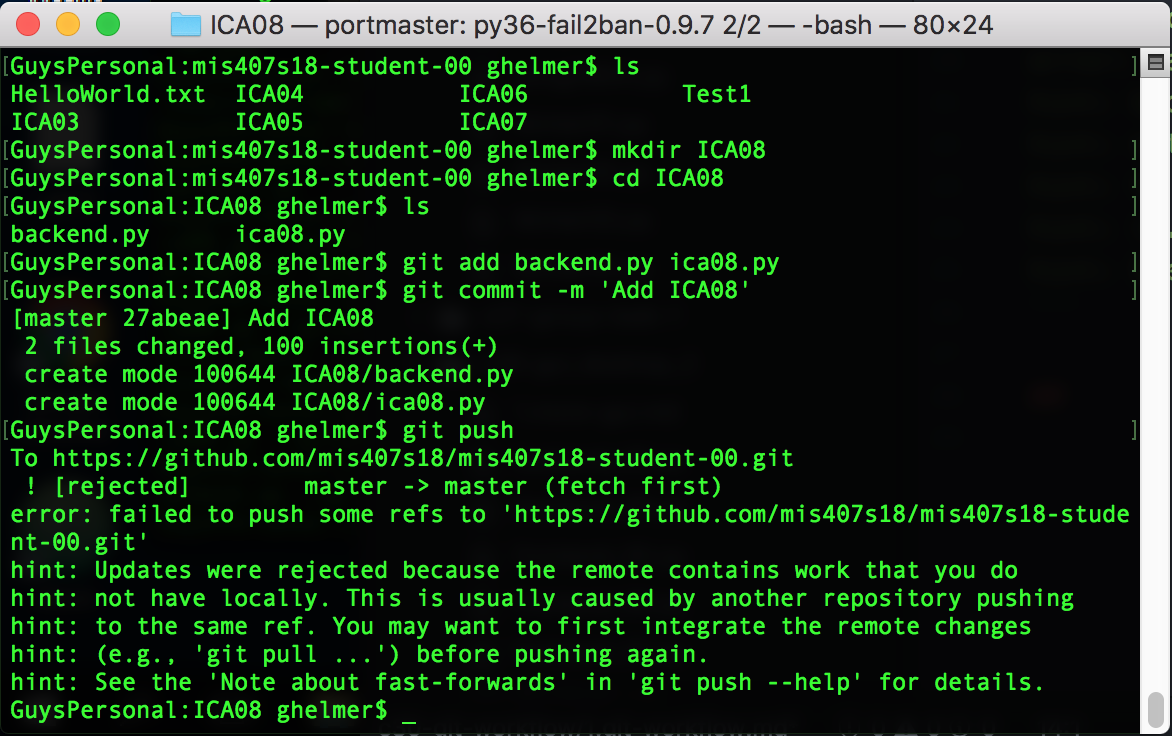 ICA08 — portmaster: py36-fail2ban-0.9.7 2/2 — -bash — 80×24
[GuysPersonal:mis407s18-student-00 ghelmer$ ls ]
HelloWorld.txt ICA04 ICA06 Test1
ICA03 ICA05 ICA07
[GuysPersonal:mis407s18-student-00 ghelmer$ mkdir ICA08 ]
[GuysPersonal:mis407s18-student-00 ghelmer$ cd ICA08 ]
[GuysPersonal:ICA08 ghelmer$ ls ]
backend.py ica08.py
[GuysPersonal:ICA08 ghelmer$ git add backend.py ica08.py ]
[GuysPersonal:ICA08 ghelmer$ git commit -m 'Add ICA08' ]
[master 27abeae] Add ICA08
2 files changed, 100 insertions(+)
create mode 100644 ICA08/backend.py
create mode 100644 ICA08/ica08.py
[GuysPersonal:ICA08 ghelmer$ git push ]
To https://github.com/mis407s18/mis407s18-student-00.git
! [rejected] master -> master (fetch first)
error: failed to push some refs to 'https://github.com/mis407s18/mis407s18-stude
nt-00.git'
hint: Updates were rejected because the remote contains work that you do
hint: not have locally. This is usually caused by another repository pushing
hint: to the same ref. You may want to first integrate the remote changes
hint: (e.g., 'git pull ...') before pushing again.
hint: See the 'Note about fast-forwards' in 'git push --help' for details.
GuysPersonal:ICA08 ghelmer$ _